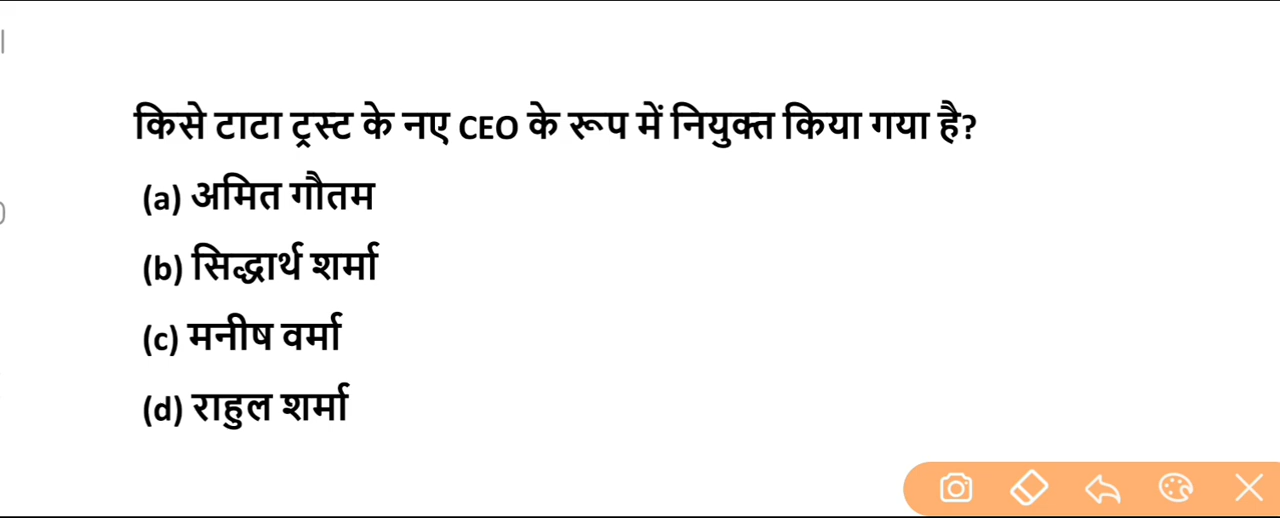 किसे टाटा ट्रस्ट के नए CEO के रूप में नियुक्त किया गया है?
(a) अमित गौतम
(b) सिद्धार्थ शर्मा
(c) मनीष वर्मा
(d) राहुल शर्मा